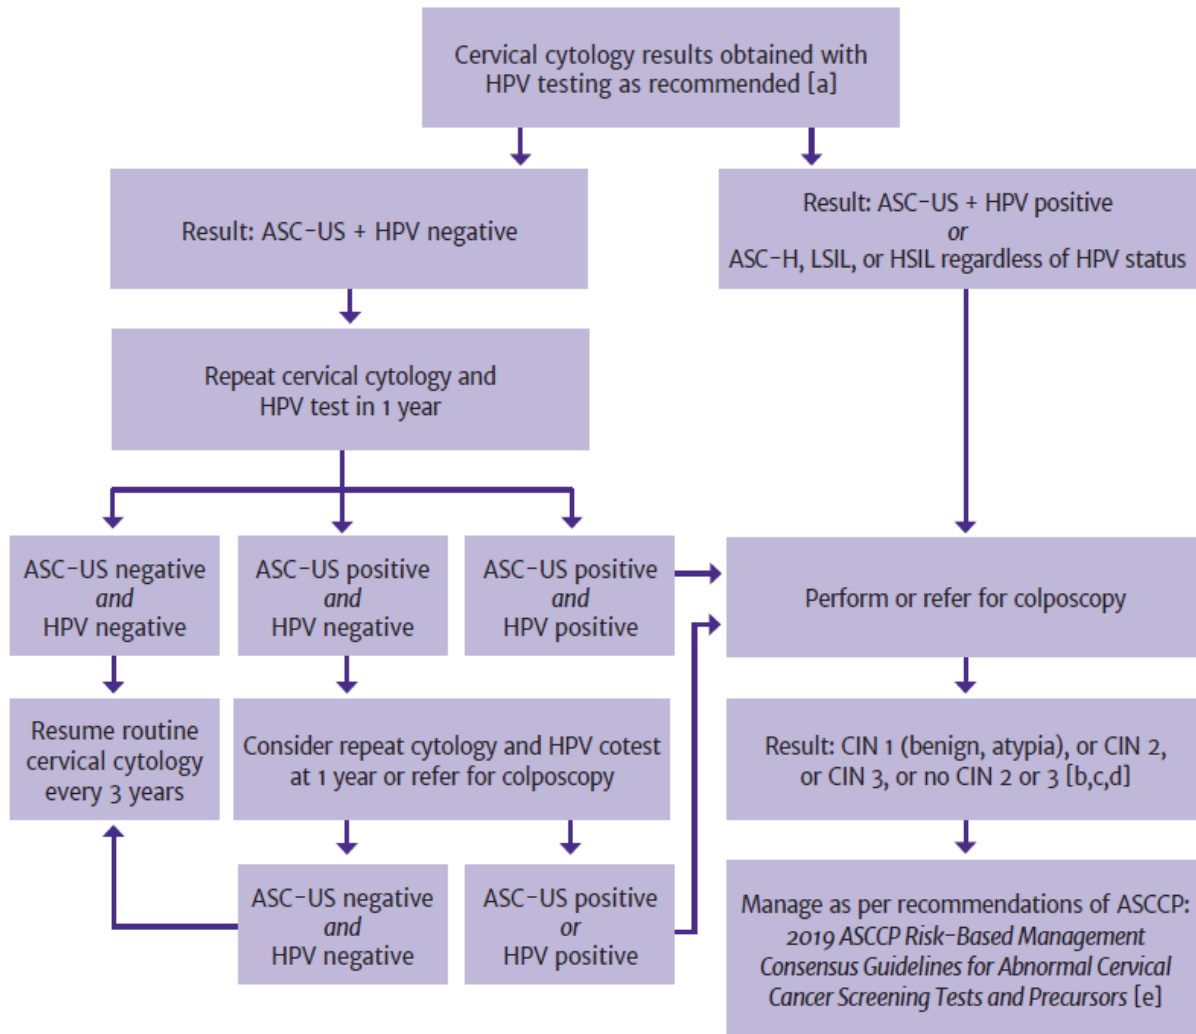 Cervical cytology results obtained with
HPV testing as recommended [a]
Result: ASC-US + HPV negative
Result: ASC-US + HPV positive
or
ASC-H, LSIL, or HSIL regardless of HPV status
Repeat cervical cytology and
HPV test in 1 year
ASC-US negative
and
HPV negative
ASC-US positive
and
HPV negative
ASC-US positive
and
HPV positive
Perform or refer for colposcopy
Resume routine
cervical cytology
every 3 years
Consider repeat cytology and HPV cotest
at 1 year or refer for colposcopy
Result: CIN 1 (benign, atypia), or CIN 2,
or CIN 3, or no CIN 2 or 3 [b,c,d]
ASC-US negative
and
HPV negative
ASC-US positive
or
HPV positive
Manage as per recommendations of ASCCP:
2019 ASCCP Risk-Based Management
Consensus Guidelines for Abnormal Cervical
Cancer Screening Tests and Precursors [e]